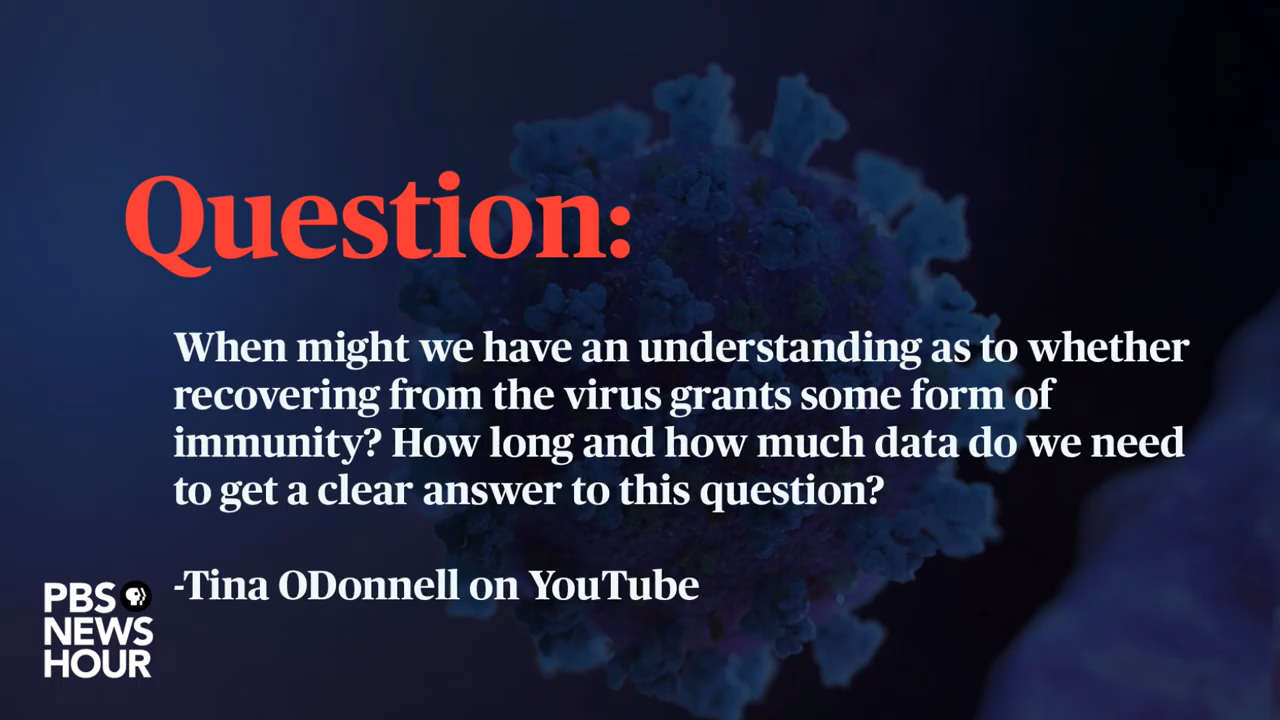 Question:
When might we have an understanding as to whether
recovering from the virus grants some form of
immunity? How long and how much data do we need
to get a clear answer to this question?
-Tina ODonnell on YouTube
PBS
NEWS
HOUR